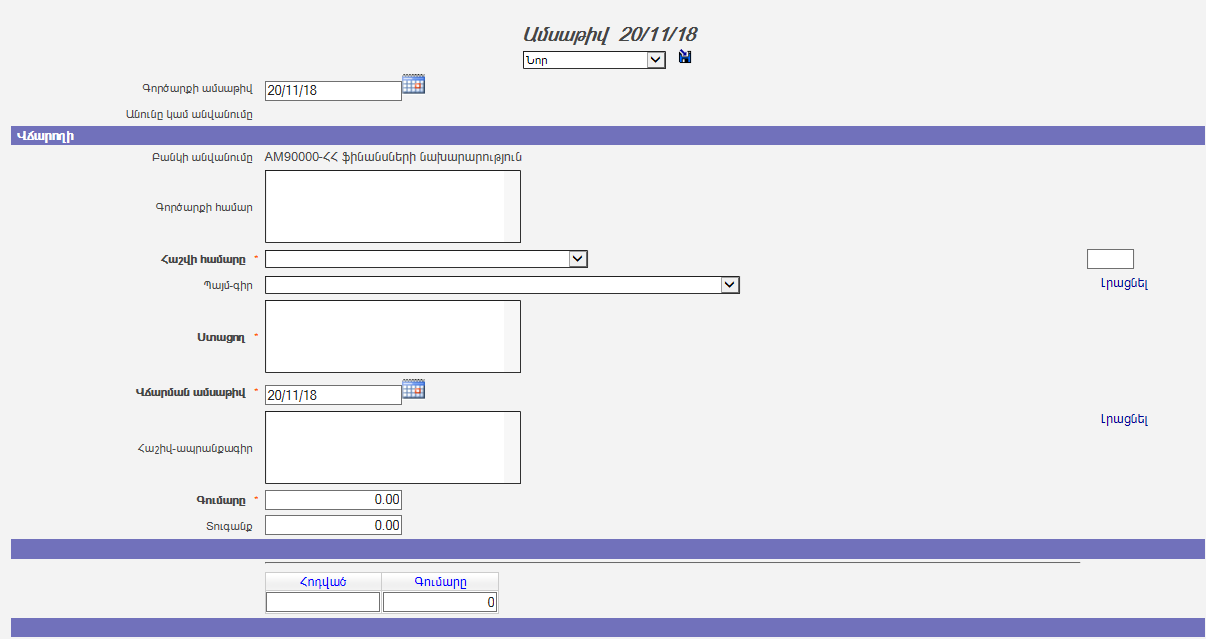 Ամսաթիվ 20/11/18
Նոր
Գործարքի ամսաթիվ 20/11/18
Անունը կամ անվանումը
Վճարողի
Բանկի անվանումը AM90000-ՀՀ ֆինանսների նախարարություն
Գործարքի համար
Հաշվի համարը *
Պայմ-գիր Լրացնել
Ստացող *
Վճարման ամսաթիվ * 20/11/18
Հաշիվ-ապրանքագիր Լրացնել
Գումարը * 0.00
Տուգանք 0.00
Հոդված Գումարը
0